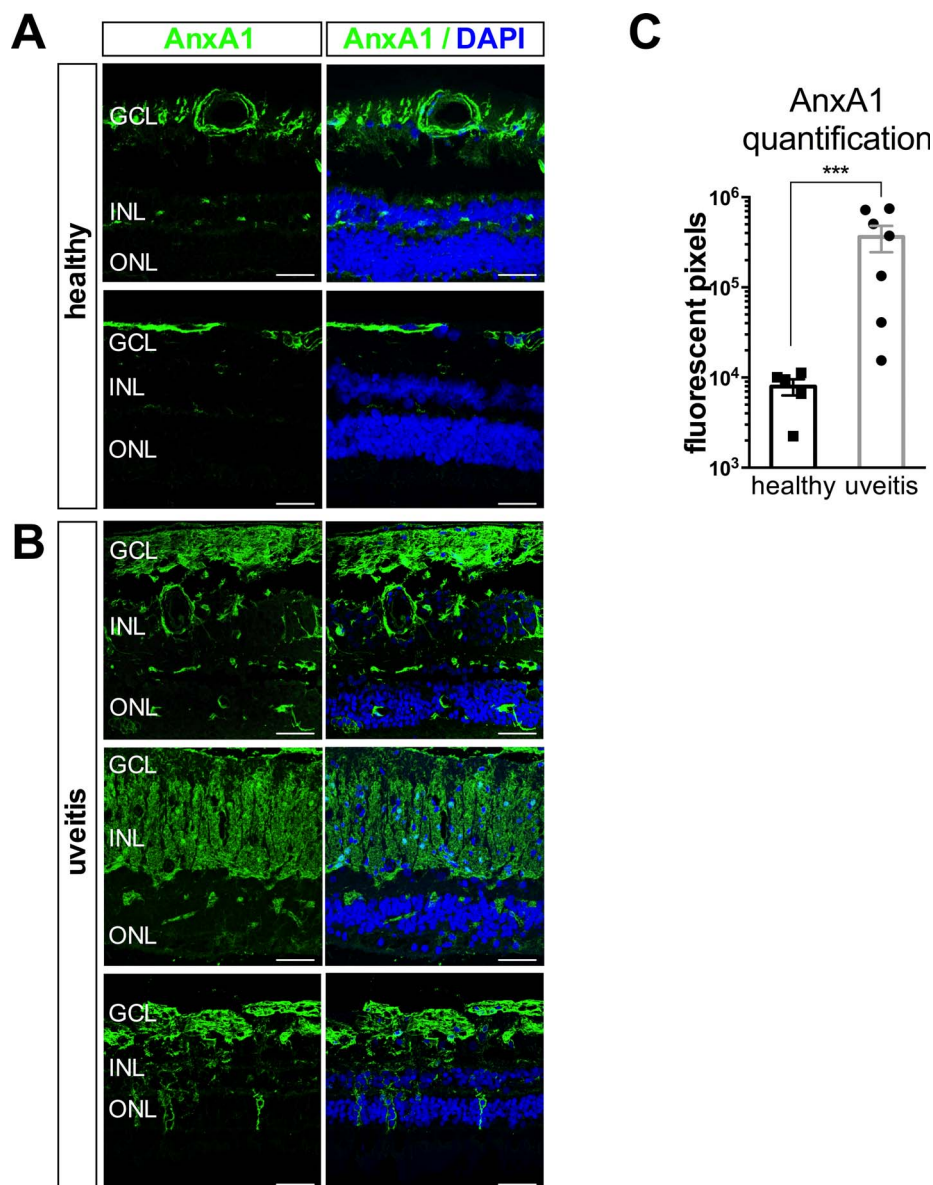 A
AnxA1
AnxA1 / DAPI
healthy
GCL
INL
ONL
GCL
INL
ONL
B
uveitis
GCL
INL
ONL
GCL
INL
ONL
GCL
INL
ONL
C
AnxA1
quantification
***
fluorescent pixels
10⁶
10⁵
10⁴
10³
healthy uveitis